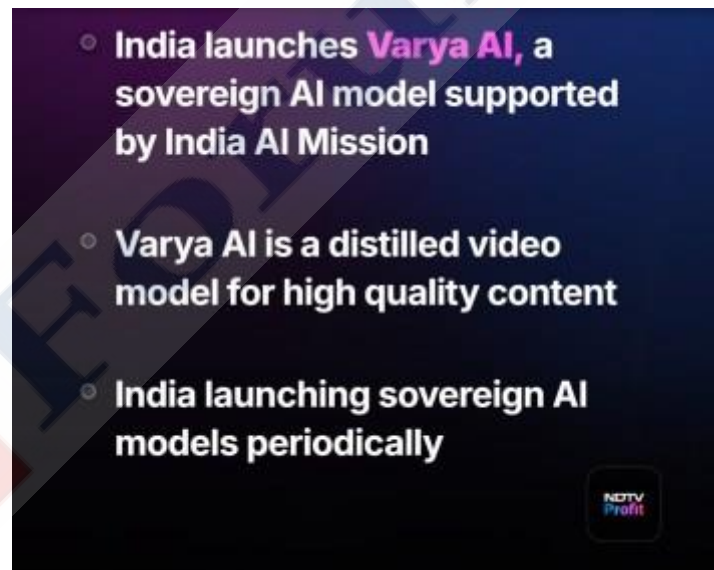 India launches Varya AI, a
sovereign AI model supported
by India AI Mission
Varya AI is a distilled video
model for high quality content
India launching sovereign AI
models periodically
NDTV
Profit